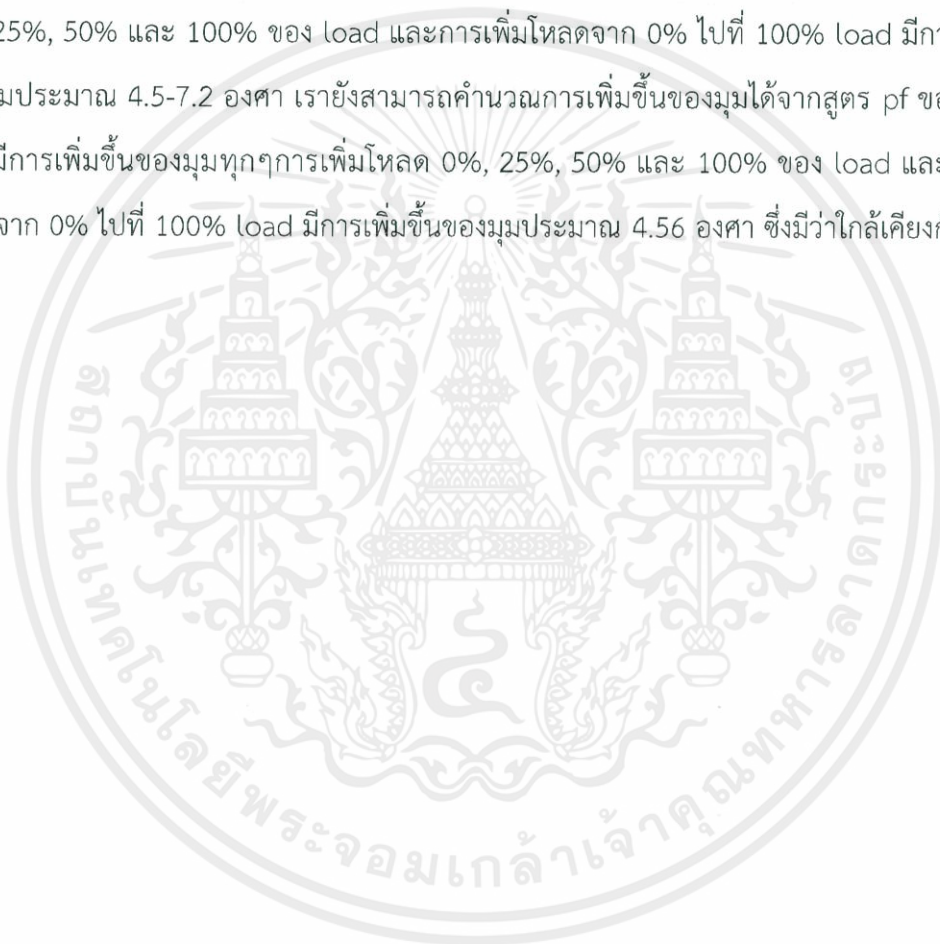 25%, 50% และ 100% ของ load และการเพิ่มโหลดจาก 0% ไปที่ 100% load มีกา
มประมาณ 4.5-7.2 องศา เรายังสามารถคำนวณการเพิ่มขึ้นของมุมได้จากสูตร pf ขอ
มีการเพิ่มขึ้นของมุมทุกๆการเพิ่มโหลด 0%, 25%, 50% และ 100% ของ load และ
จาก 0% ไปที่ 100% load มีการเพิ่มขึ้นของมุมประมาณ 4.56 องศา ซึ่งมีว่าใกล้เคียงก
สถาบันเทคโนโลยีพระจอมเกล้าเจ้าคุณทหารลาดกระบัง